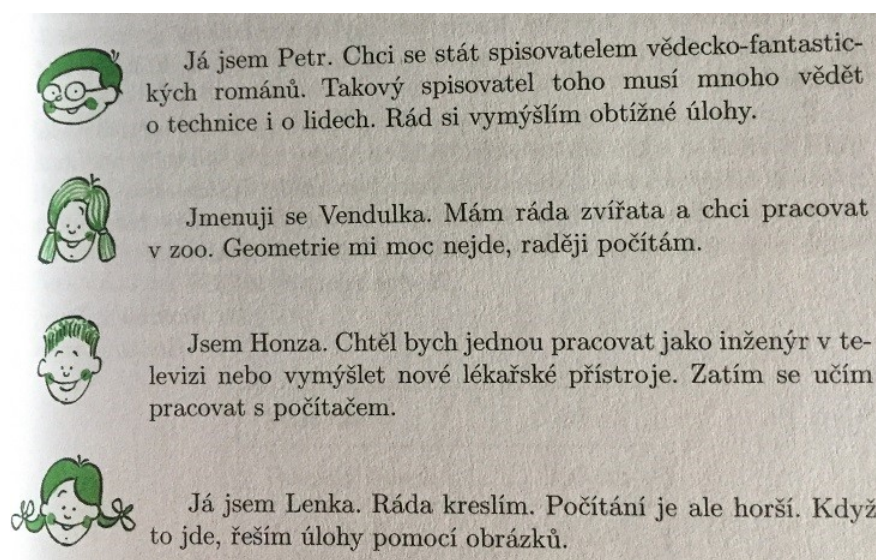 Já jsem Petr. Chci se stát spisovatelem vědecko-fantastic-
kých románů. Takový spisovatel toho musí mnoho vědět
o technice i o lidech. Rád si vymýšlím obtížné úlohy.
Jmenuji se Vendulka. Mám ráda zvířata a chci pracovat
v zoo. Geometrie mi moc nejde, raději počítám.
Jsem Honza. Chtěl bych jednou pracovat jako inženýr v te-
levizi nebo vymýšlet nové lékařské přístroje. Zatím se učím
pracovat s počítačem.
Já jsem Lenka. Ráda kreslím. Počítání je ale horší. Když
to jde, řeším úlohy pomocí obrázků.